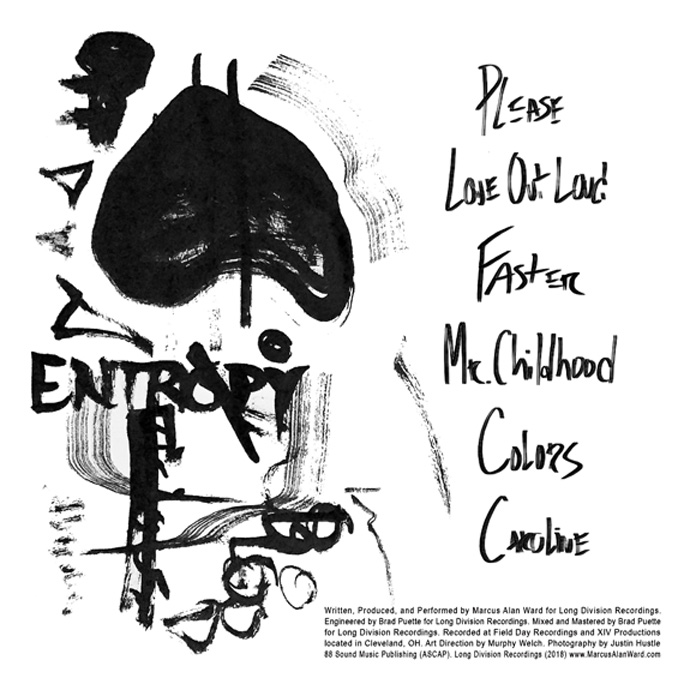 ENTROPY
PLEASE
LOVE OUT LOUD
FASTER
MR. Childhood
COLORS
CAROLINE
Written, Produced, and Performed by Marcus Alan Ward for Long Division Recordings.
Engineered by Brad Puette for Long Division Recordings. Mixed and Mastered by Brad Puette
for Long Division Recordings. Recorded at Field Day Recordings and XIV Productions
located in Cleveland, OH. Art Direction by Murphy Welch. Photography by Justin Hustle
88 Sound Music Publishing (ASCAP). Long Division Recordings (2018) www.MarcusAlanWard.com